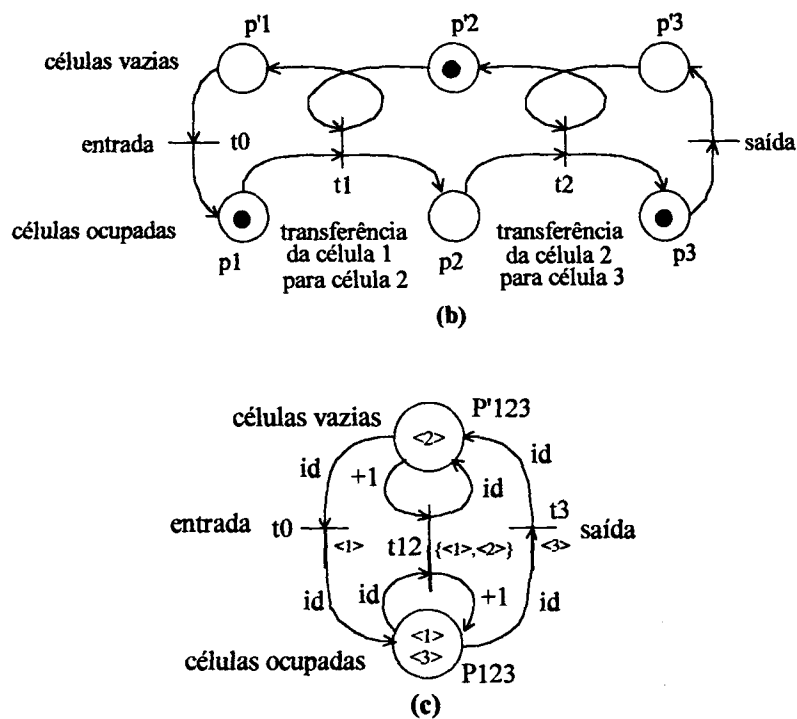 p'1
p'2
p'3
células vazias
entrada
t0
saída
t1
t2
células ocupadas
p1
transferência
da célula 1
para célula 2
p2
transferência
da célula 2
para célula 3
p3
(b)
células vazias
P'123
<2>
id
+1
id
id
entrada
t0
<1>
t12
{<1>,<2>}
t3
<3>
saída
id
id
+1
id
<1>
<3>
células ocupadas
P123
(c)